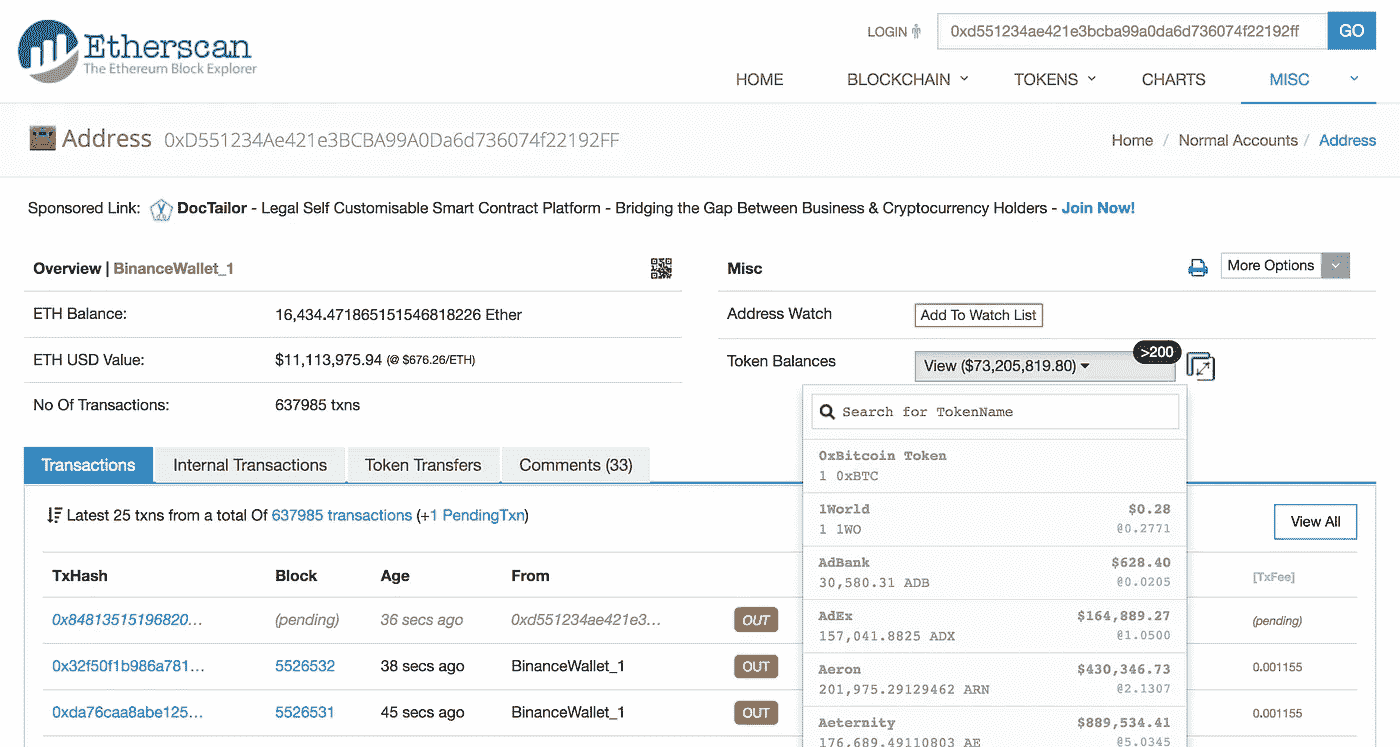 Etherscan
The Ethereum Block Explorer
LOGIN
0xd551234ae421e3bcba99a0da6d736074f22192ff
GO
HOME
BLOCKCHAIN
TOKENS
CHARTS
MISC
Address 0xD551234Ae421e3BCBA99A0Da6d736074f22192FF
Home / Normal Accounts / Address
Sponsored Link: DocTailor - Legal Self Customisable Smart Contract Platform - Bridging the Gap Between Business & Cryptocurrency Holders - Join Now!
Overview | BinanceWallet_1
ETH Balance: 16,434.471865151546818226 Ether
ETH USD Value: $11,113,975.94 (@ $676.26/ETH)
No Of Transactions: 637985 txns
Misc
More Options
Address Watch Add To Watch List
Token Balances View ($73,205,819.80) >200
Search for TokenName
0xBitcoin Token
1 0xBTC
1World $0.28
1 1WO @0.2771
AdBank $628.40
30,580.31 ADB @0.0205
AdEx $164,889.27
157,041.8825 ADX @1.0500
Aeron $430,346.73
201,975.29129462 ARN @2.1307
Aeternity $889,534.41
176,689.49110803 AE @5.0345
Transactions
Internal Transactions
Token Transfers
Comments (33)
Latest 25 txns from a total Of 637985 transactions (+1 PendingTxn)
View All
TxHash Block Age From [TxFee]
0x84813515196820... (pending) 36 secs ago 0xd551234ae421e3... OUT (pending)
0x32f50f1b986a781... 5526532 38 secs ago BinanceWallet_1 OUT 0.001155
0xda76caa8abe125... 5526531 45 secs ago BinanceWallet_1 OUT 0.001155